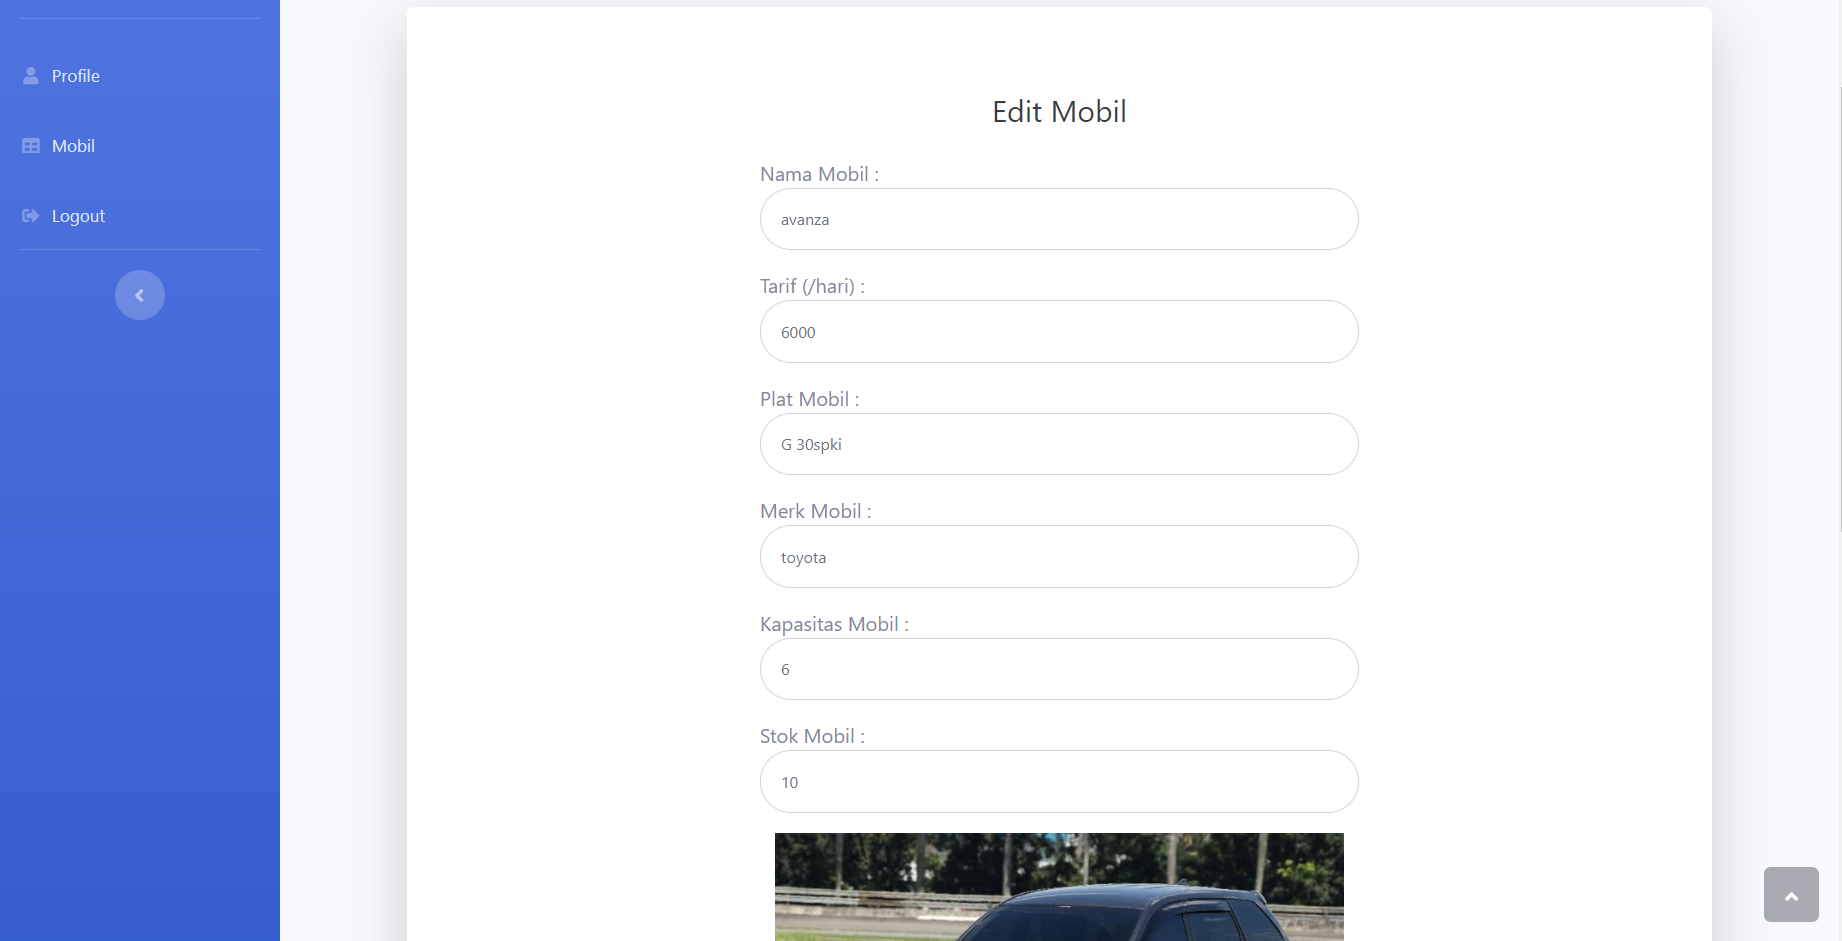 Profile
Mobil
Logout
Edit Mobil
Nama Mobil :
avanza
Tarif (/hari) :
6000
Plat Mobil :
G 30spki
Merk Mobil :
toyota
Kapasitas Mobil :
6
Stok Mobil :
10